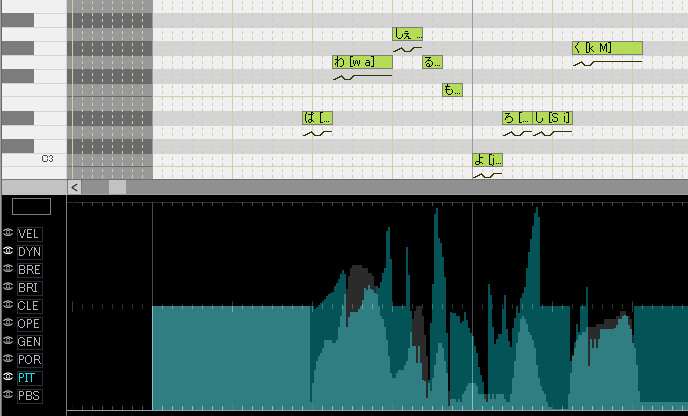 しぇ ...
く [k M]
わ [w a]
る...
も...
ぱ [...
ろ [...
し [S i]
よ [j...
C3
VEL
DYN
BRE
BRI
CLE
OPE
GEN
POR
PIT
PBS